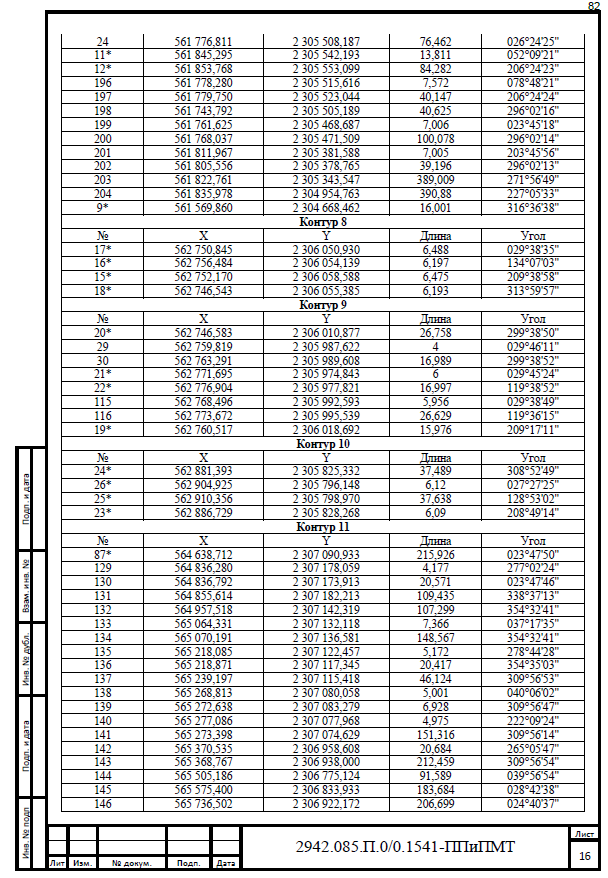 82
24 561 776,811 2 305 508,187 76,462 026°24'25"
11* 561 845,295 2 305 542,193 13,811 052°09'21"
12* 561 853,768 2 305 553,099 84,282 206°24'23"
196 561 778,280 2 305 515,616 7,572 078°48'21"
197 561 779,750 2 305 523,044 40,147 206°24'24"
198 561 743,792 2 305 505,189 40,625 296°02'16"
199 561 761,625 2 305 468,687 7,006 023°45'18"
200 561 768,037 2 305 471,509 100,078 296°02'14"
201 561 811,967 2 305 381,588 7,005 203°45'56"
202 561 805,556 2 305 378,765 39,196 296°02'13"
203 561 822,761 2 305 343,547 389,009 271°56'49"
204 561 835,978 2 304 954,763 390,88 227°05'33"
9* 561 569,860 2 304 668,462 16,001 316°36'38"
Контур 8
№ X Y Длина Угол
17* 562 750,845 2 306 050,930 6,488 029°38'35"
16* 562 756,484 2 306 054,139 6,197 134°07'03"
15* 562 752,170 2 306 058,588 6,475 209°38'58"
18* 562 746,543 2 306 055,385 6,193 313°59'57"
Контур 9
№ X Y Длина Угол
20* 562 746,583 2 306 010,877 26,758 299°38'50"
29 562 759,819 2 305 987,622 4 029°46'11"
30 562 763,291 2 305 989,608 16,989 299°38'52"
21* 562 771,695 2 305 974,843 6 029°45'24"
22* 562 776,904 2 305 977,821 16,997 119°38'52"
115 562 768,496 2 305 992,593 5,956 029°38'49"
116 562 773,672 2 305 995,539 26,629 119°36'15"
19* 562 760,517 2 306 018,692 15,976 209°17'11"
Контур 10
№ X Y Длина Угол
24* 562 881,393 2 305 825,332 37,489 308°52'49"
26* 562 904,925 2 305 796,148 6,12 027°27'25"
25* 562 910,356 2 305 798,970 37,638 128°53'02"
23* 562 886,729 2 305 828,268 6,09 208°49'14"
Контур 11
№ X Y Длина Угол
87* 564 638,712 2 307 090,933 215,926 023°47'50"
129 564 836,280 2 307 178,059 4,177 277°02'24"
130 564 836,792 2 307 173,913 20,571 023°47'46"
131 564 855,614 2 307 182,213 109,435 338°37'13"
132 564 957,518 2 307 142,319 107,299 354°32'41"
133 565 064,331 2 307 132,118 7,366 037°17'35"
134 565 070,191 2 307 136,581 148,567 354°32'41"
135 565 218,085 2 307 122,457 5,172 278°44'28"
136 565 218,871 2 307 117,345 20,417 354°35'03"
137 565 239,197 2 307 115,418 46,124 309°56'53"
138 565 268,813 2 307 080,058 5,001 040°06'02"
139 565 272,638 2 307 083,279 6,928 309°56'47"
140 565 277,086 2 307 077,968 4,975 222°09'24"
141 565 273,398 2 307 074,629 151,316 309°56'14"
142 565 370,535 2 306 958,608 20,684 265°05'47"
143 565 368,767 2 306 938,000 212,459 309°56'54"
144 565 505,186 2 306 775,124 91,589 039°56'54"
145 565 575,400 2 306 833,933 183,684 028°42'38"
146 565 736,502 2 306 922,172 206,699 024°40'37"
Подп. и дата
Взам. инв. №
Инв. № дубл.
Подп. и дата
Инв. № подп
Лит Изм. № докум. Подп. Дата
2942.085.П.0/0.1541-ППиПМТ
Лист
16